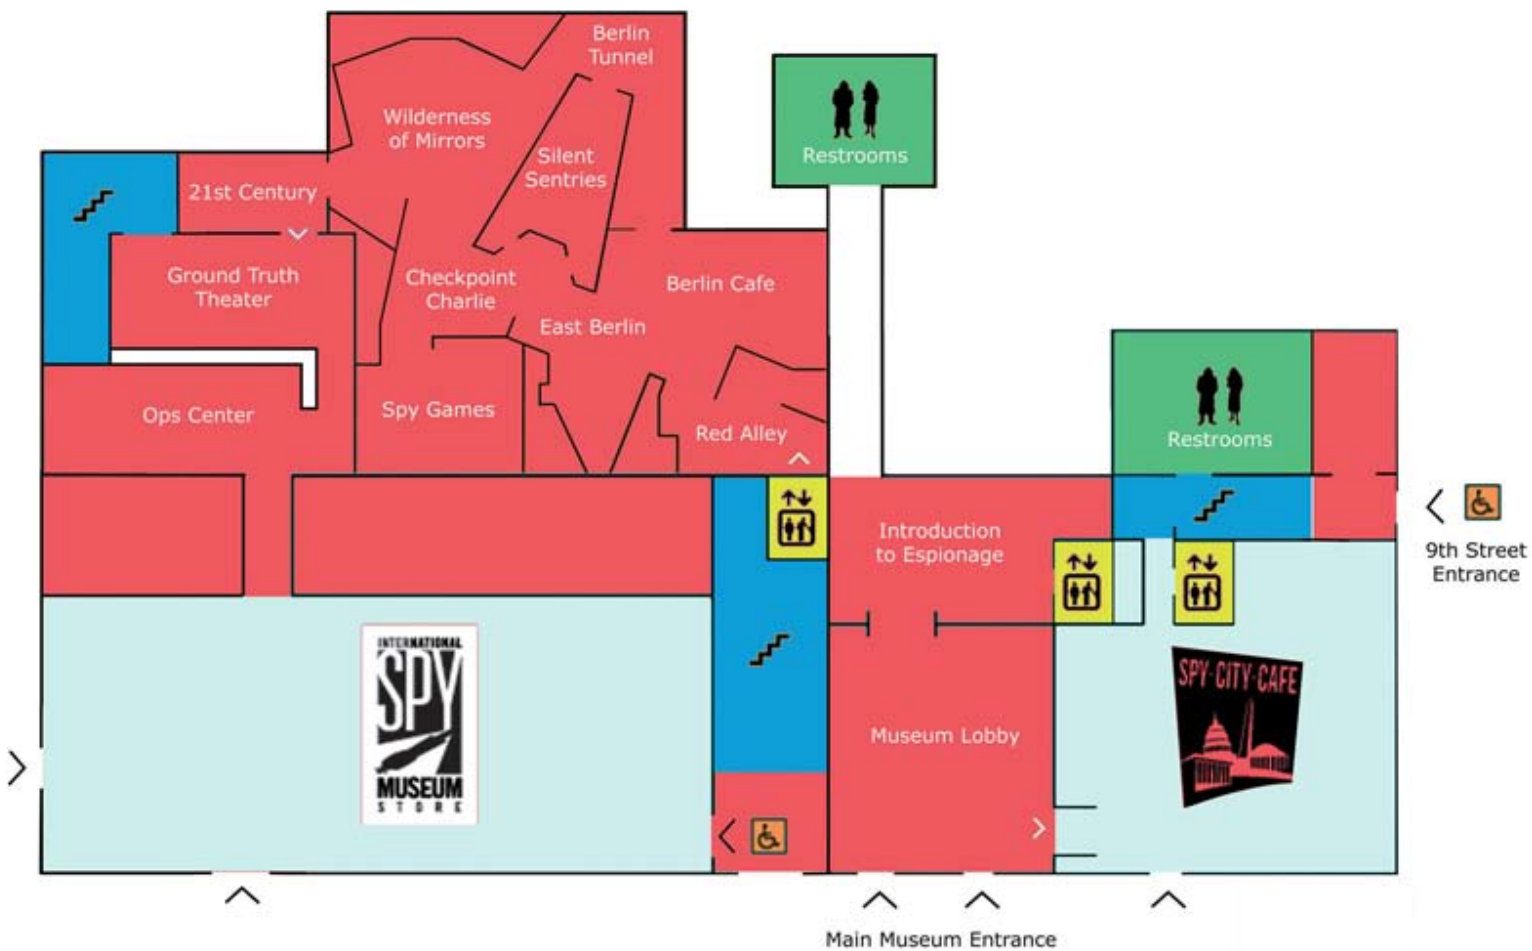 Berlin
Tunnel
Wilderness
of Mirrors
Silent
Sentries
Restrooms
21st Century
Ground Truth
Theater
Checkpoint
Charlie
Berlin Cafe
East Berlin
Ops Center
Spy Games
Red Alley
Restrooms
Introduction
to Espionage
9th Street
Entrance
INTERNATIONAL
SPY
MUSEUM
STORE
SPY·CITY·CAFE
Museum Lobby
Main Museum Entrance